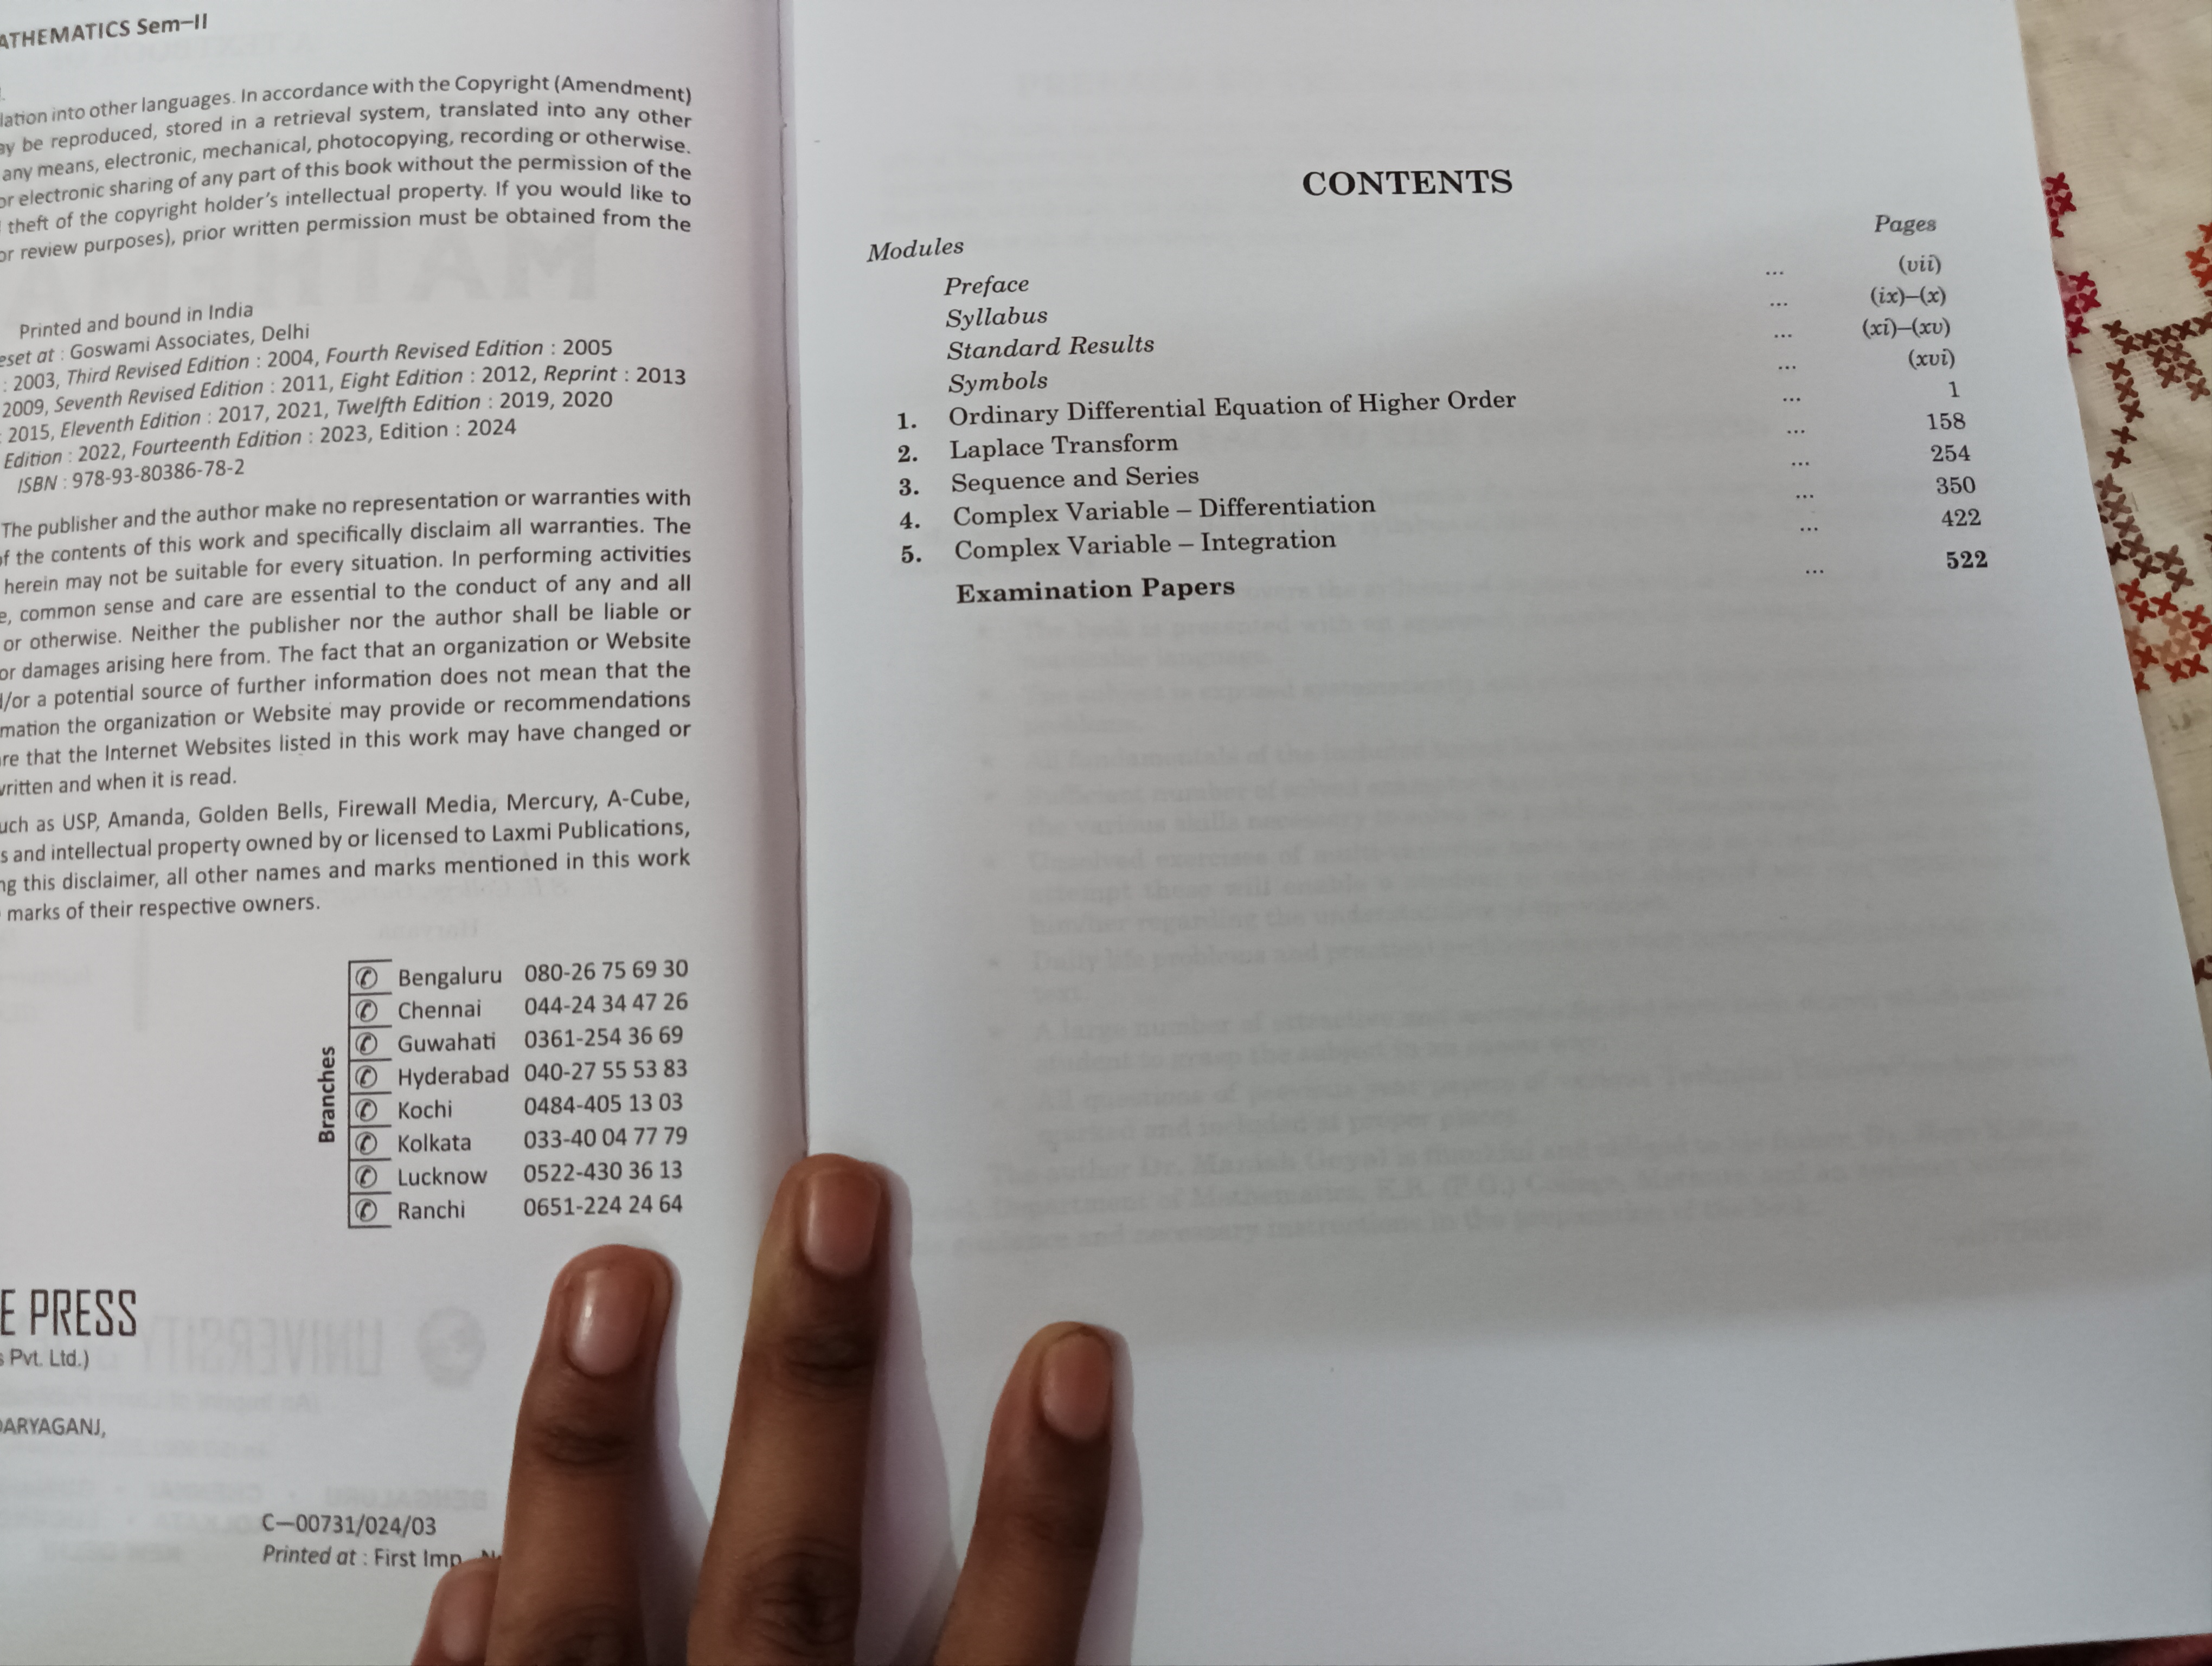 ATHEMATICS Sem–II
lation into other languages. In accordance with the Copyright (Amendment)
be reproduced, stored in a retrieval system, translated into any other
any means, electronic, mechanical, photocopying, recording or otherwise.
or electronic sharing of any part of this book without the permission of the
theft of the copyright holder's intellectual property. If you would like to
or review purposes), prior written permission must be obtained from the
Printed and bound in India
eset at : Goswami Associates, Delhi
: 2003, Third Revised Edition : 2004, Fourth Revised Edition : 2005
2009, Seventh Revised Edition : 2011, Eight Edition : 2012, Reprint : 2013
: 2015, Eleventh Edition : 2017, 2021, Twelfth Edition : 2019, 2020
Edition : 2022, Fourteenth Edition : 2023, Edition : 2024
ISBN : 978-93-80386-78-2
The publisher and the author make no representation or warranties with
of the contents of this work and specifically disclaim all warranties. The
herein may not be suitable for every situation. In performing activities
e, common sense and care are essential to the conduct of any and all
or otherwise. Neither the publisher nor the author shall be liable or
or damages arising here from. The fact that an organization or Website
d/or a potential source of further information does not mean that the
mation the organization or Website may provide or recommendations
are that the Internet Websites listed in this work may have changed or
written and when it is read.
uch as USP, Amanda, Golden Bells, Firewall Media, Mercury, A-Cube,
s and intellectual property owned by or licensed to Laxmi Publications,
ng this disclaimer, all other names and marks mentioned in this work
marks of their respective owners.
Branches
Bengaluru 080-26 75 69 30
Chennai 044-24 34 47 26
Guwahati 0361-254 36 69
Hyderabad 040-27 55 53 83
Kochi 0484-405 13 03
Kolkata 033-40 04 77 79
Lucknow 0522-430 36 13
Ranchi 0651-224 24 64
E PRESS
s Pvt. Ltd.)
DARYAGANJ,
C—00731/024/03
Printed at : First Imp
CONTENTS
Modules Pages
Preface ... (vii)
Syllabus ... (ix)–(x)
Standard Results ... (xi)–(xv)
Symbols ... (xvi)
1. Ordinary Differential Equation of Higher Order ... 1
2. Laplace Transform ... 158
3. Sequence and Series ... 254
4. Complex Variable – Differentiation ... 350
5. Complex Variable – Integration ... 422
Examination Papers ... 522